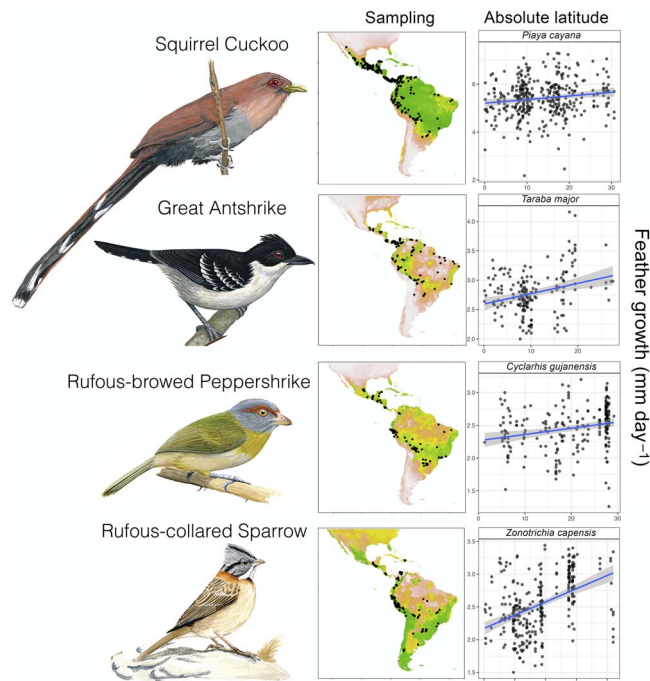 Sampling
Absolute latitude
Squirrel Cuckoo
Piaya cayana
6
4
2
0 10 20 30
Great Antshrike
Taraba major
4.0
3.5
3.0
2.5
2.0
0 10 20
Feather growth (mm day⁻¹)
Rufous-browed Peppershrike
Cyclarhis gujanensis
3.0
2.5
2.0
1.5
0 10 20 30
Rufous-collared Sparrow
Zonotrichia capensis
3.5
3.0
2.5
2.0
1.5